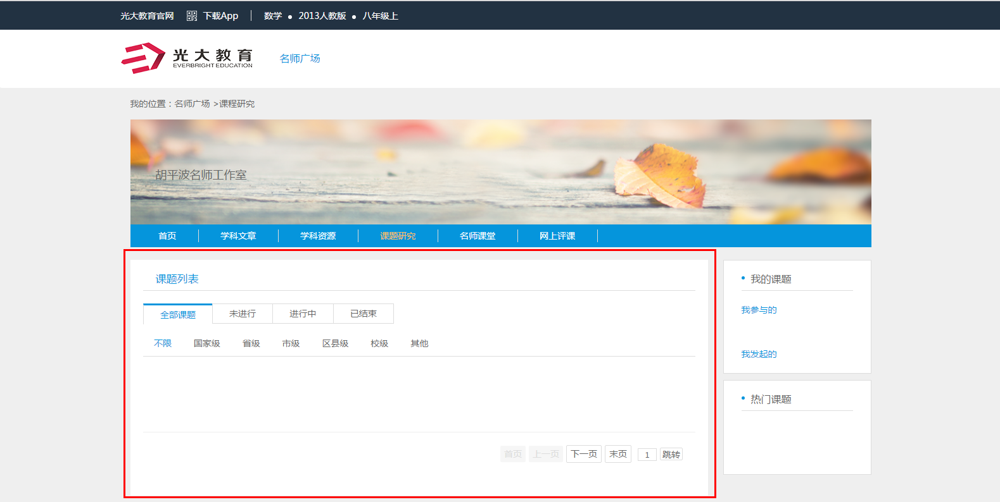 光大教育官网 下载App 数学 ● 2013人教版 ● 八年级上
光大教育
EVERBRIGHT EDUCATION
名师广场
我的位置：名师广场 >课程研究
胡平波名师工作室
首页 学科文章 学科资源 课题研究 名师课堂 网上评课
课题列表
全部课题 未进行 进行中 已结束
不限 国家级 省级 市级 区县级 校级 其他
首页 上一页 下一页 末页 1 跳转
• 我的课题
我参与的
我发起的
• 热门课题